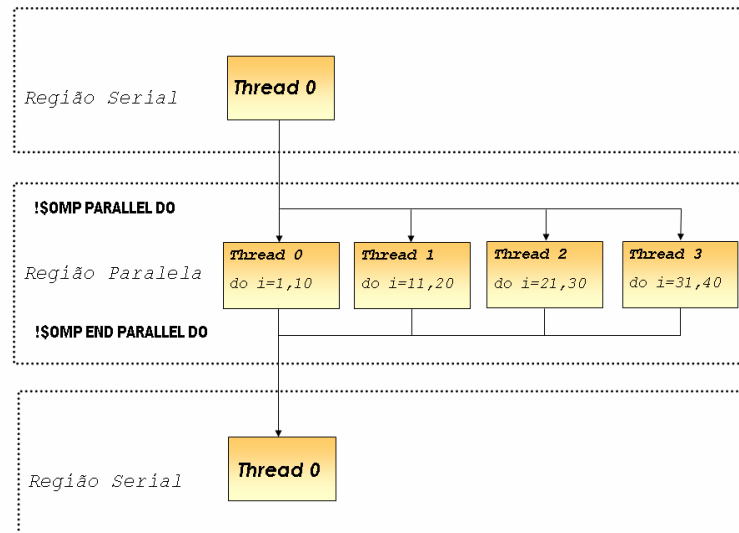 Thread 0
Região Serial
!$OMP PARALLEL DO
Thread 0
do i=1,10
Thread 1
do i=11,20
Thread 2
do i=21,30
Thread 3
do i=31,40
Região Paralela
!$OMP END PARALLEL DO
Thread 0
Região Serial